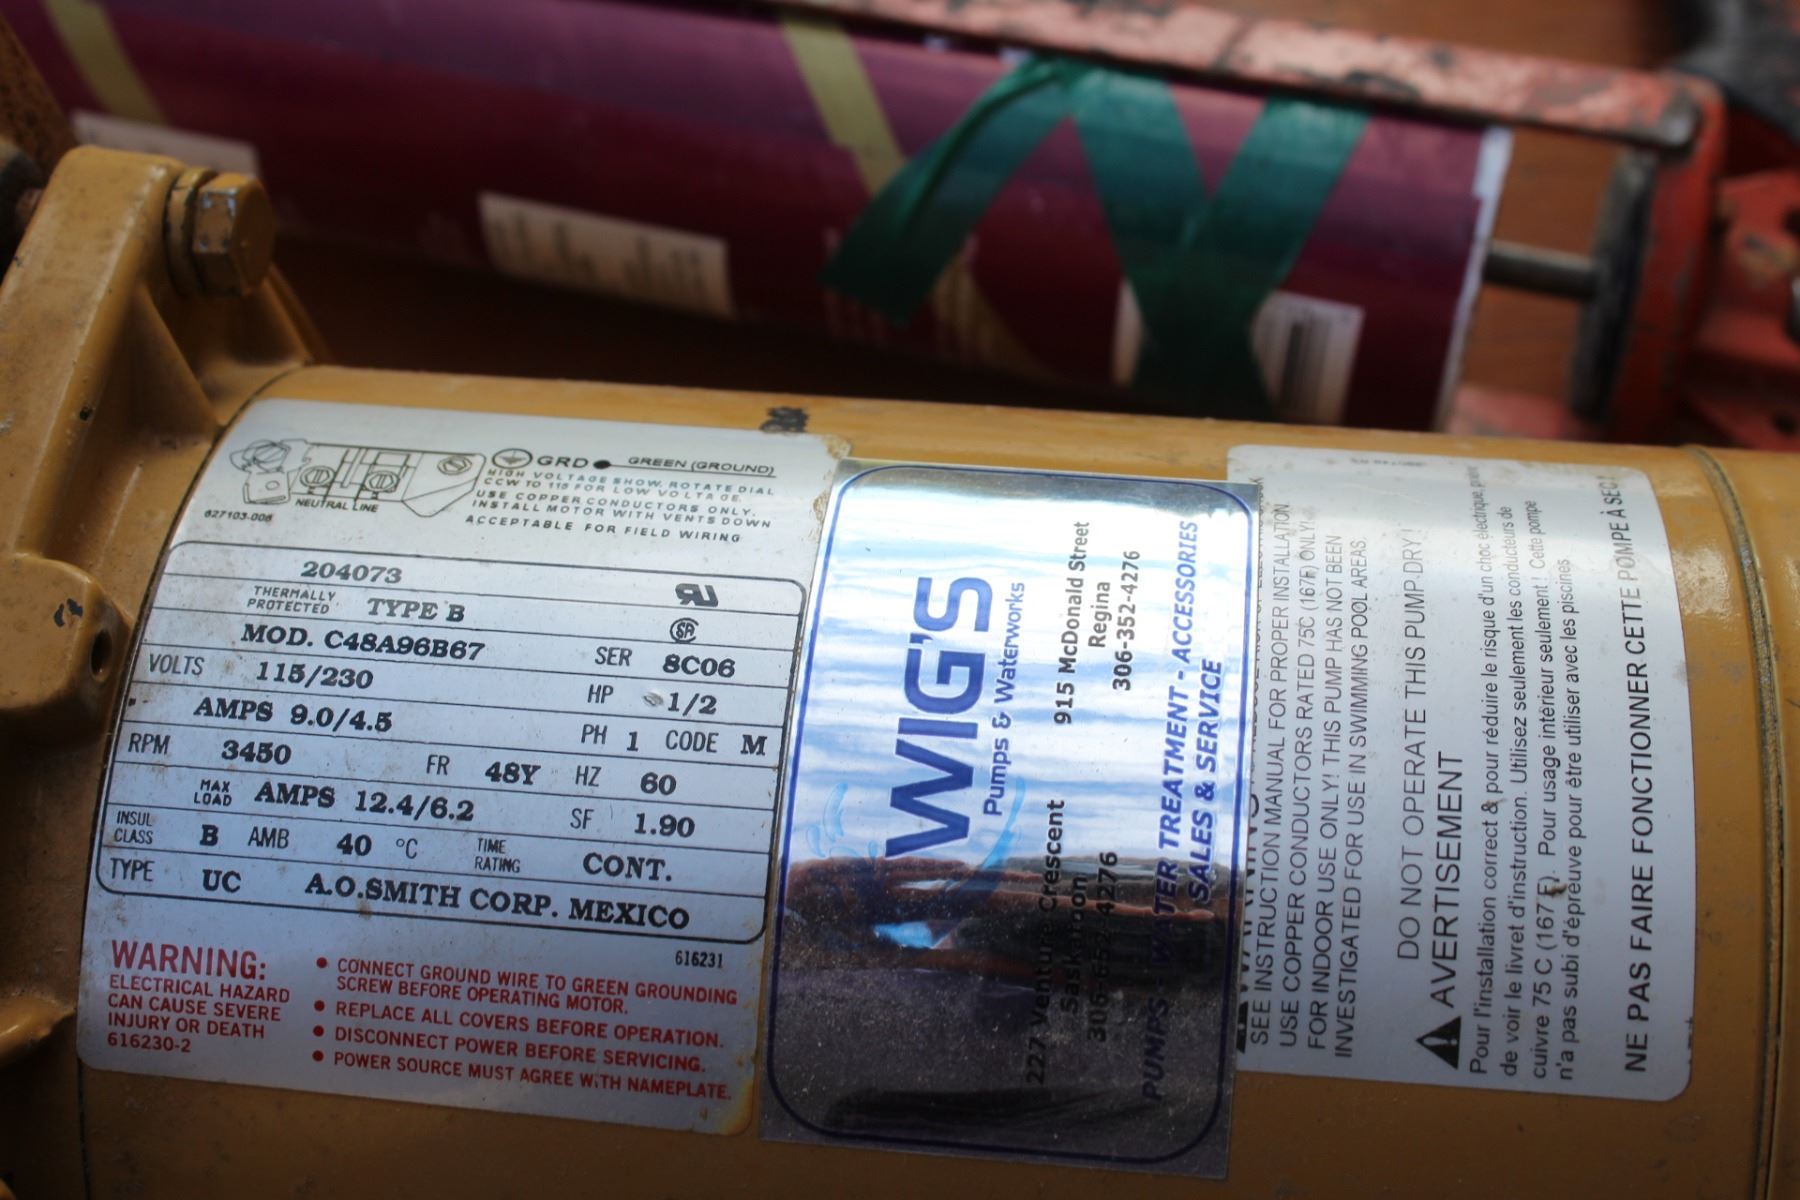 GRD GREEN (GROUND)
HIGH VOLTAGE SHOW. ROTATE DIAL
CCW TO 115 FOR LOW VOLTAGE.
USE COPPER CONDUCTORS ONLY.
INSTALL MOTOR WITH VENTS DOWN
ACCEPTABLE FOR FIELD WIRING
NEUTRAL LINE
627103-006
204073
THERMALLY PROTECTED TYPE B
MOD. C48A96B67 SER 8C06
VOLTS 115/230 HP 1/2
AMPS 9.0/4.5 PH 1 CODE M
RPM 3450 FR 48Y HZ 60
MAX LOAD AMPS 12.4/6.2 SF 1.90
INSUL CLASS B AMB 40 °C TIME RATING CONT.
TYPE UC A.O.SMITH CORP. MEXICO
616231
WARNING:
ELECTRICAL HAZARD
CAN CAUSE SEVERE
INJURY OR DEATH
616230-2
• CONNECT GROUND WIRE TO GREEN GROUNDING
SCREW BEFORE OPERATING MOTOR.
• REPLACE ALL COVERS BEFORE OPERATION.
• DISCONNECT POWER BEFORE SERVICING.
• POWER SOURCE MUST AGREE WITH NAMEPLATE.
WIG'S
Pumps & Waterworks
227 Venture Crescent 915 McDonald Street
Saskatoon Regina
306-652-4276 306-352-4276
PUMPS - WATER TREATMENT - ACCESSORIES
SALES & SERVICE
SEE INSTRUCTION MANUAL FOR PROPER INSTALLATION
USE COPPER CONDUCTORS RATED 75C (167F) ONLY!
FOR INDOOR USE ONLY! THIS PUMP HAS NOT BEEN
INVESTIGATED FOR USE IN SWIMMING POOL AREAS.
DO NOT OPERATE THIS PUMP DRY!
AVERTISEMENT
Pour l'installation correct & pour réduire le risque d'un choc électrique,
de voir le livret d'instruction. Utilisez seulement les conducteurs de
cuivre 75 C (167 F). Pour usage intérieur seulement! Cette pompe
n'a pas subi d'épreuve pour être utiliser avec les piscines
NE PAS FAIRE FONCTIONNER CETTE POMPE À SEC!